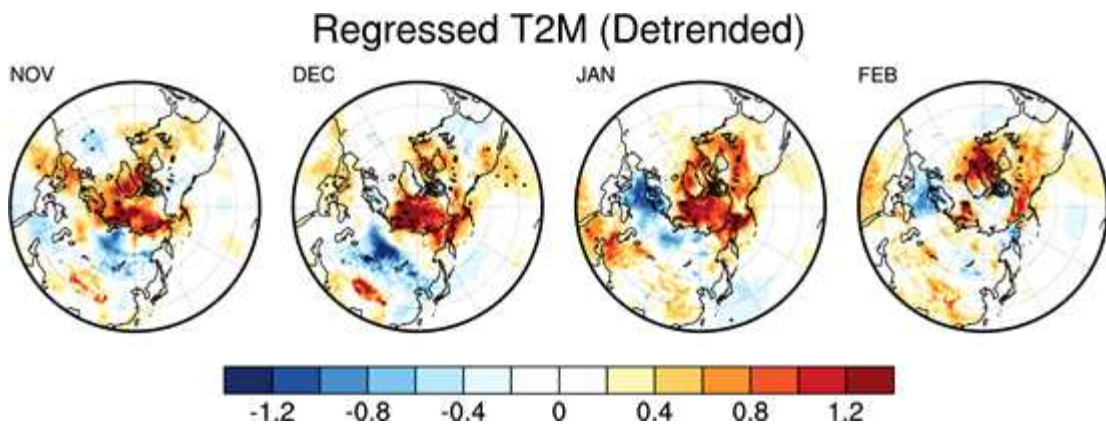 Regressed T2M (Detrended)
NOV DEC JAN FEB
-1.2 -0.8 -0.4 0 0.4 0.8 1.2